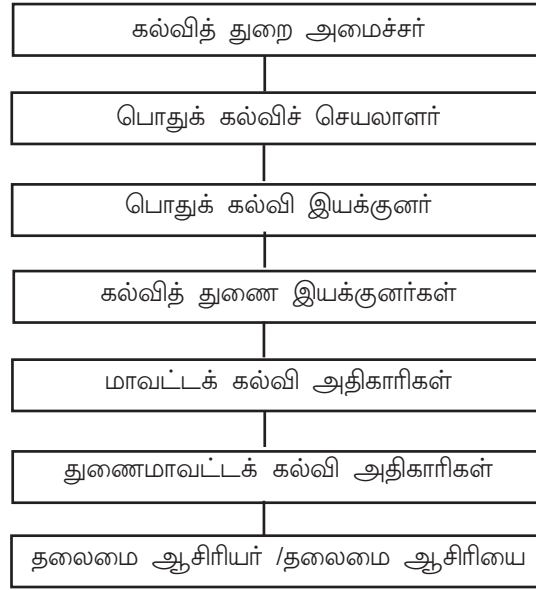 கல்வித் துறை அமைச்சர்
பொதுக் கல்விச் செயலாளர்
பொதுக் கல்வி இயக்குனர்
கல்வித் துணை இயக்குனர்கள்
மாவட்டக் கல்வி அதிகாரிகள்
துணைமாவட்டக் கல்வி அதிகாரிகள்
தலைமை ஆசிரியர் /தலைமை ஆசிரியை